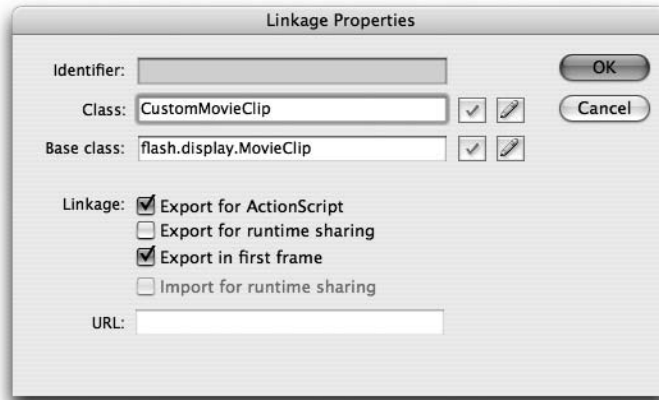 Linkage Properties
Identifier:
OK
Class: CustomMovieClip
Cancel
Base class: flash.display.MovieClip
Linkage: Export for ActionScript
Export for runtime sharing
Export in first frame
Import for runtime sharing
URL: